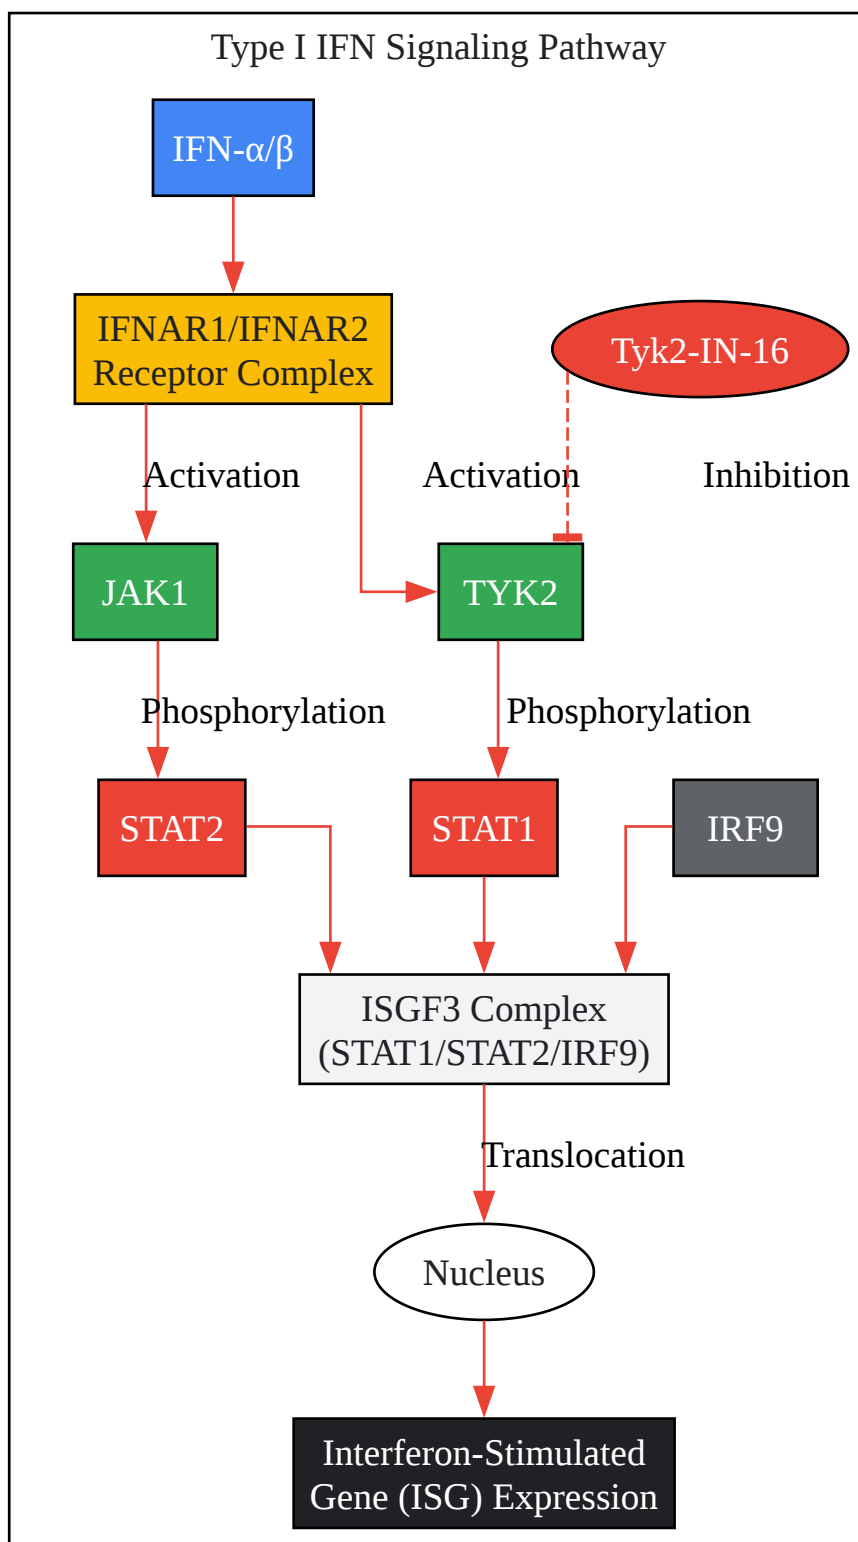 Type I IFN Signaling Pathway
IFN-α/β
IFNAR1/IFNAR2
Receptor Complex
Tyk2-IN-16
Activation
Activation
Inhibition
JAK1
TYK2
Phosphorylation
Phosphorylation
STAT2
STAT1
IRF9
ISGF3 Complex
(STAT1/STAT2/IRF9)
Translocation
Nucleus
Interferon-Stimulated
Gene (ISG) Expression